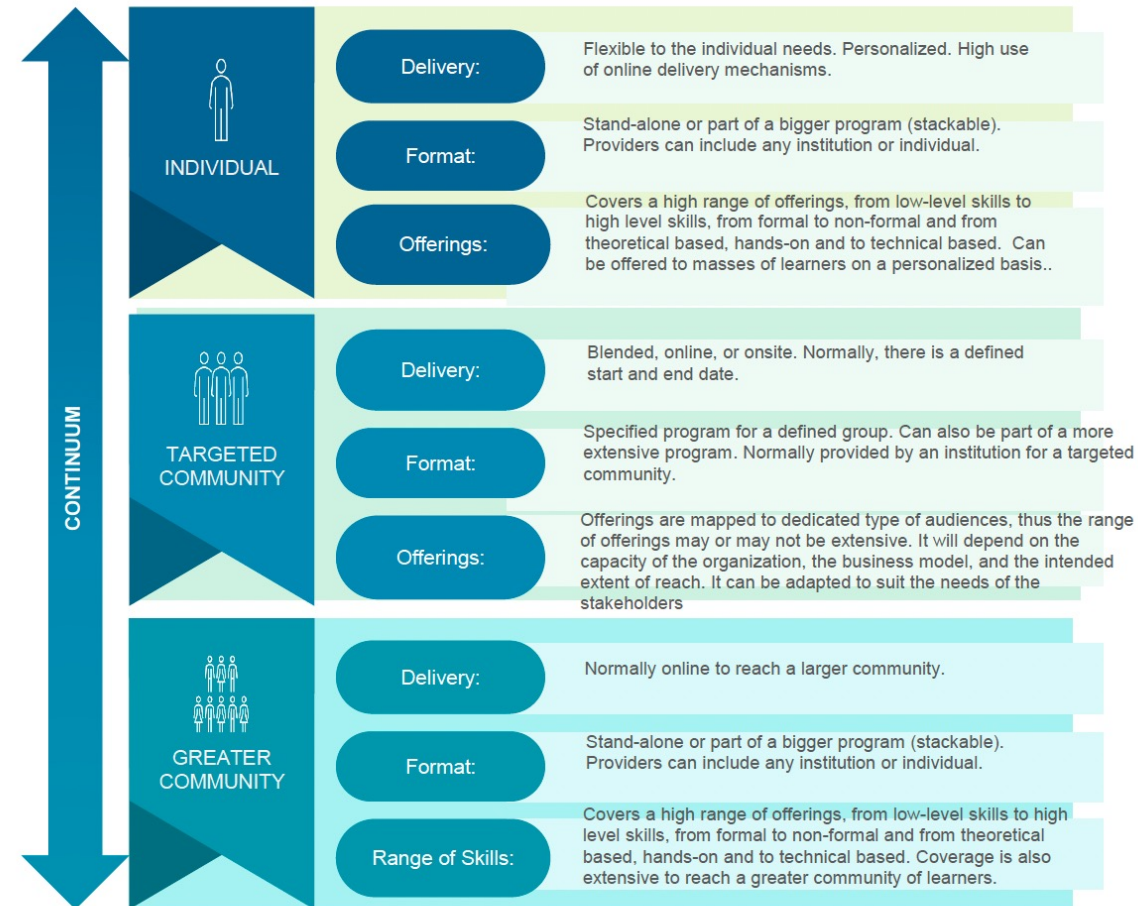 CONTINUUM
INDIVIDUAL
Delivery:
Flexible to the individual needs. Personalized. High use
of online delivery mechanisms.
Format:
Stand-alone or part of a bigger program (stackable).
Providers can include any institution or individual.
Offerings:
Covers a high range of offerings, from low-level skills to
high level skills, from formal to non-formal and from
theoretical based, hands-on and to technical based.  Can
be offered to masses of learners on a personalized basis..
TARGETED
COMMUNITY
Delivery:
Blended, online, or onsite. Normally, there is a defined
start and end date.
Format:
Specified program for a defined group. Can also be part of a more
extensive program. Normally provided by an institution for a targeted
community.
Offerings:
Offerings are mapped to dedicated type of audiences, thus the range
of offerings may or may not be extensive. It will depend on the
capacity of the organization, the business model, and the intended
extent of reach. It can be adapted to suit the needs of the
stakeholders
GREATER
COMMUNITY
Delivery:
Normally online to reach a larger community.
Format:
Stand-alone or part of a bigger program (stackable).
Providers can include any institution or individual.
Range of Skills:
Covers a high range of offerings, from low-level skills to high
level skills, from formal to non-formal and from theoretical
based, hands-on and to technical based. Coverage is also
extensive to reach a greater community of learners.